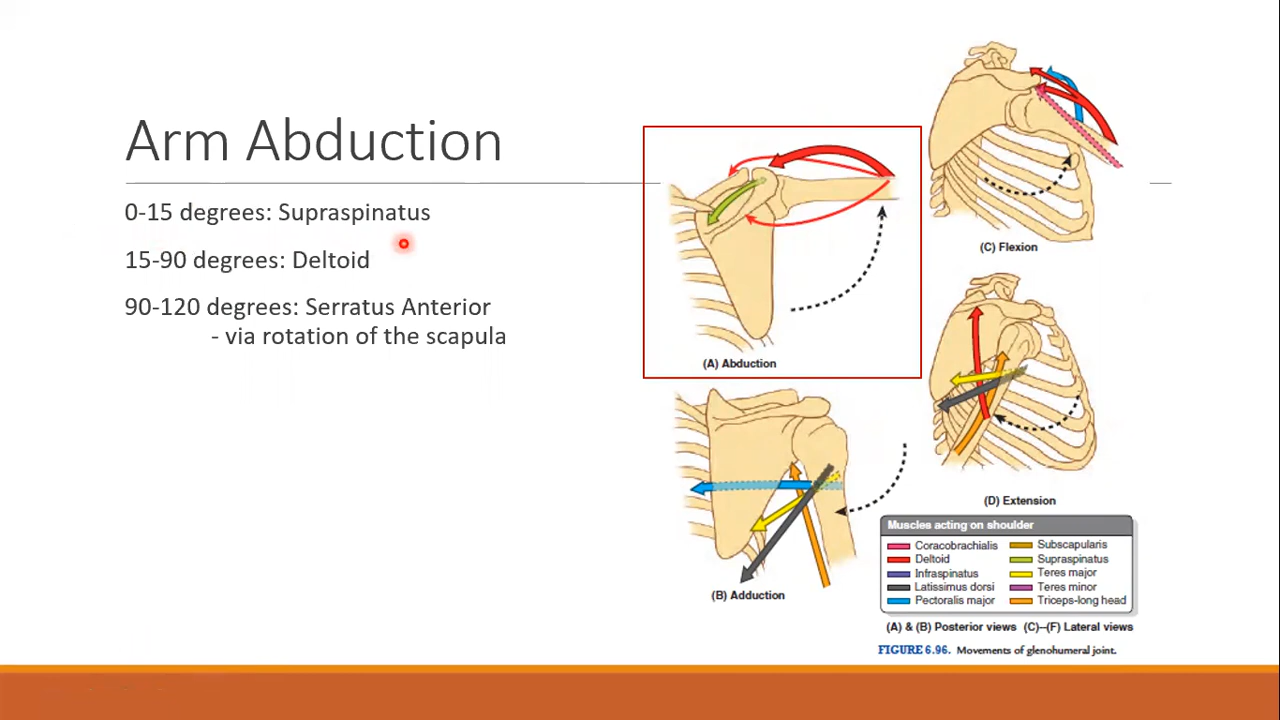 Arm Abduction
0-15 degrees: Supraspinatus
15-90 degrees: Deltoid
90-120 degrees: Serratus Anterior
- via rotation of the scapula
(A) Abduction
(B) Adduction
(C) Flexion
(D) Extension
Muscles acting on shoulder
Coracobrachialis
Deltoid
Infraspinatus
Latissimus dorsi
Pectoralis major
Subscapularis
Supraspinatus
Teres major
Teres minor
Triceps-long head
(A) & (B) Posterior views (C)–(F) Lateral views
FIGURE 6.96. Movements of glenohumeral joint.